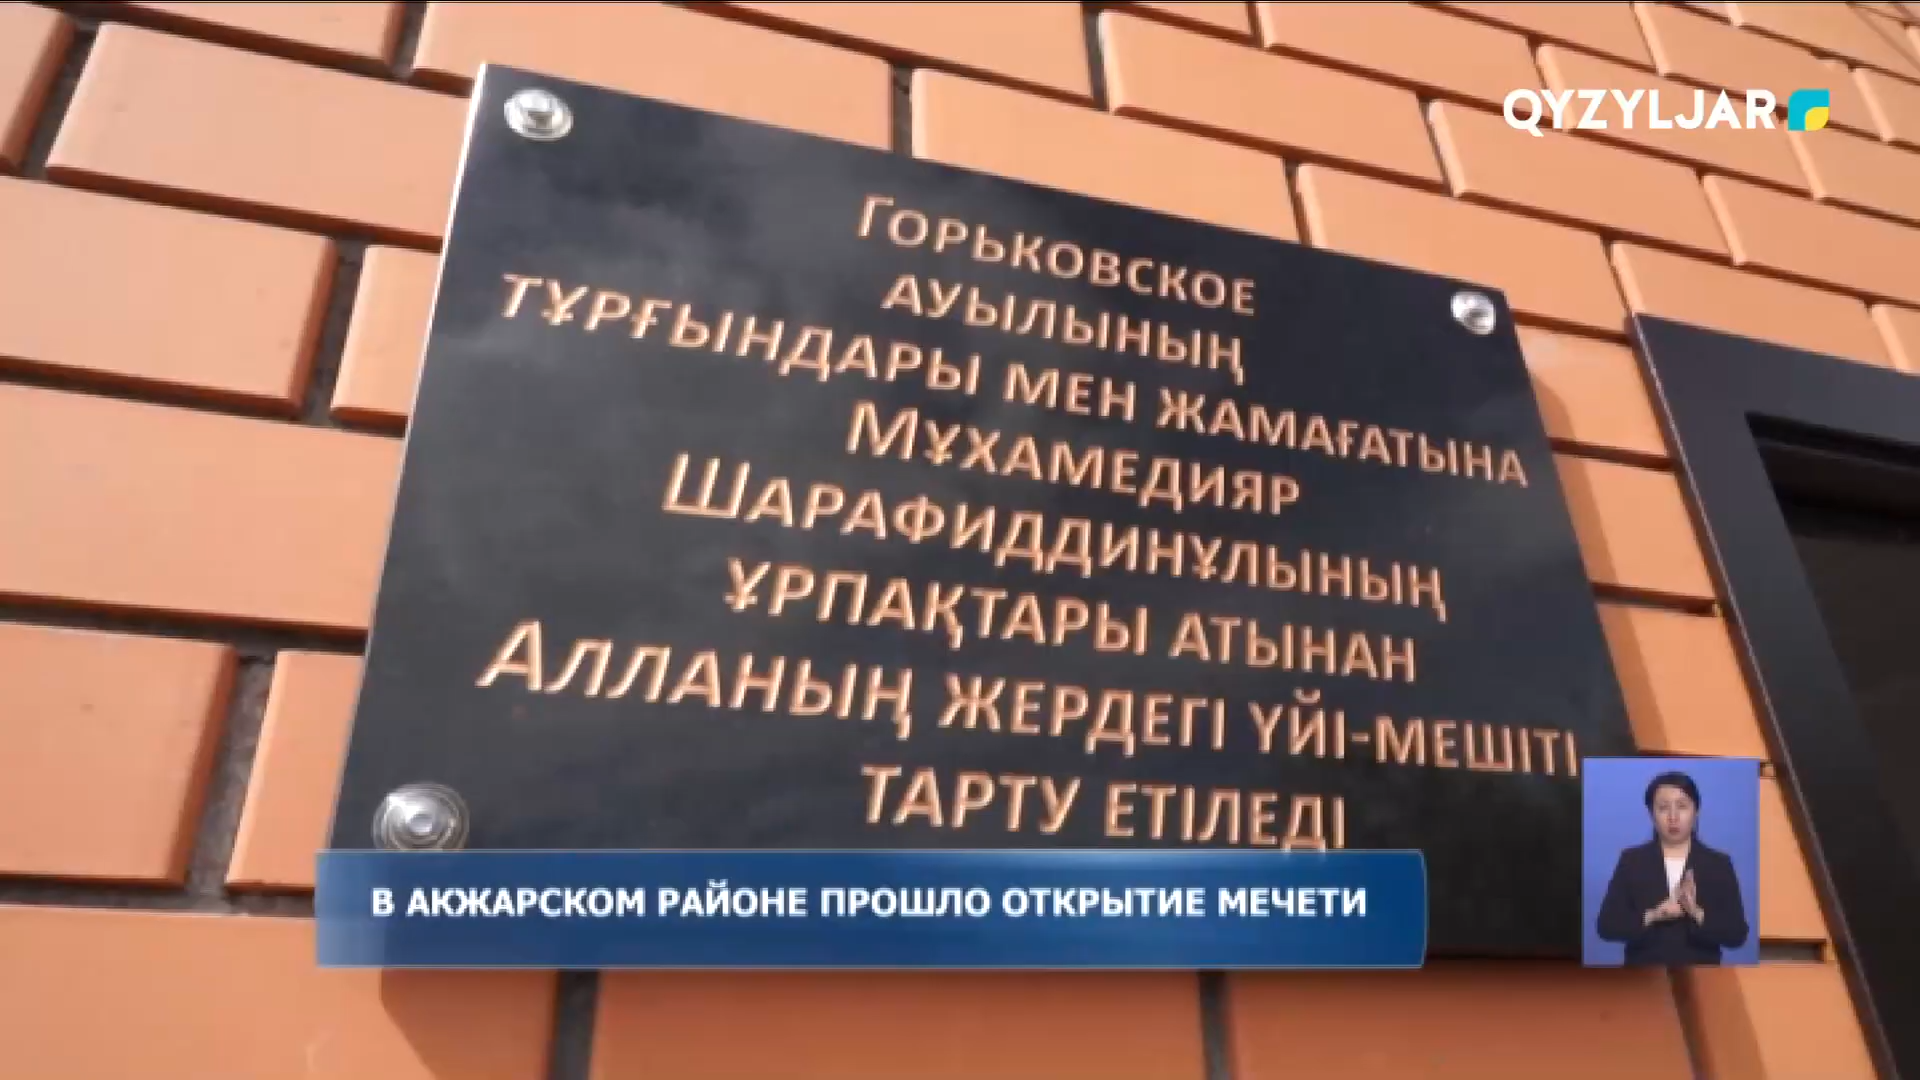 QYZYLJAR
ГОРЬКОВСКОЕ
АУЫЛЫНЫҢ
ТҰРҒЫНДАРЫ МЕН ЖАМАҒАТЫНА
МҰХАМЕДИЯР
ШАРАФИДДИНҰЛЫНЫҢ
ҰРПАҚТАРЫ АТЫНАН
АЛЛАНЫҢ ЖЕРДЕГІ ҮЙІ-МЕШІТІ
ТАРТУ ЕТІЛЕДІ
В АКЖАРСКОМ РАЙОНЕ ПРОШЛО ОТКРЫТИЕ МЕЧЕТИ